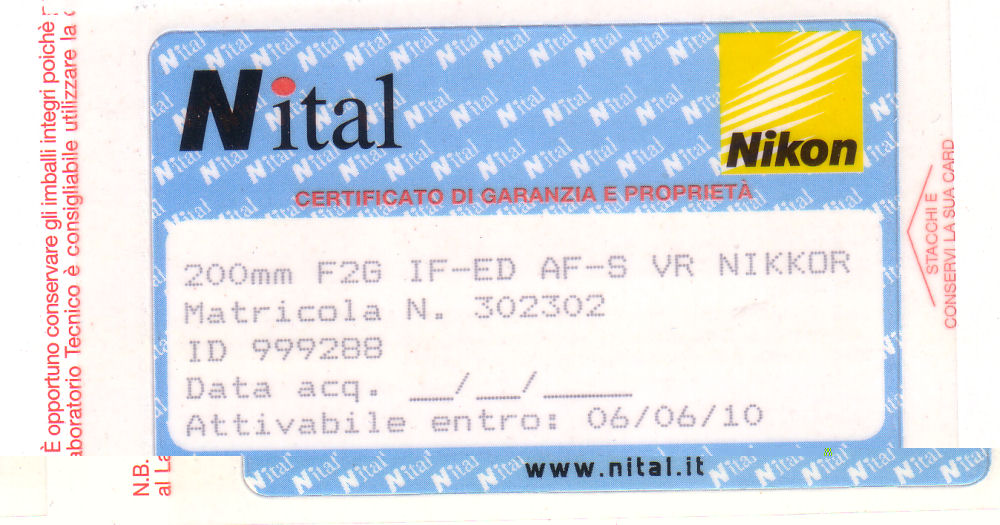 È opportuno conservare gli imballi integri poichè
aboratorio Tecnico è consigliabile utilizzare la
N.B.
al La
Nital
Nikon
CERTIFICATO DI GARANZIA E PROPRIETÀ
200mm F2G IF-ED AF-S VR NIKKOR
Matricola N. 302302
ID 999288
Data acq. __/__/____
Attivabile entro: 06/06/10
www.nital.it
STACCHI E
CONSERVI LA SUA CARD